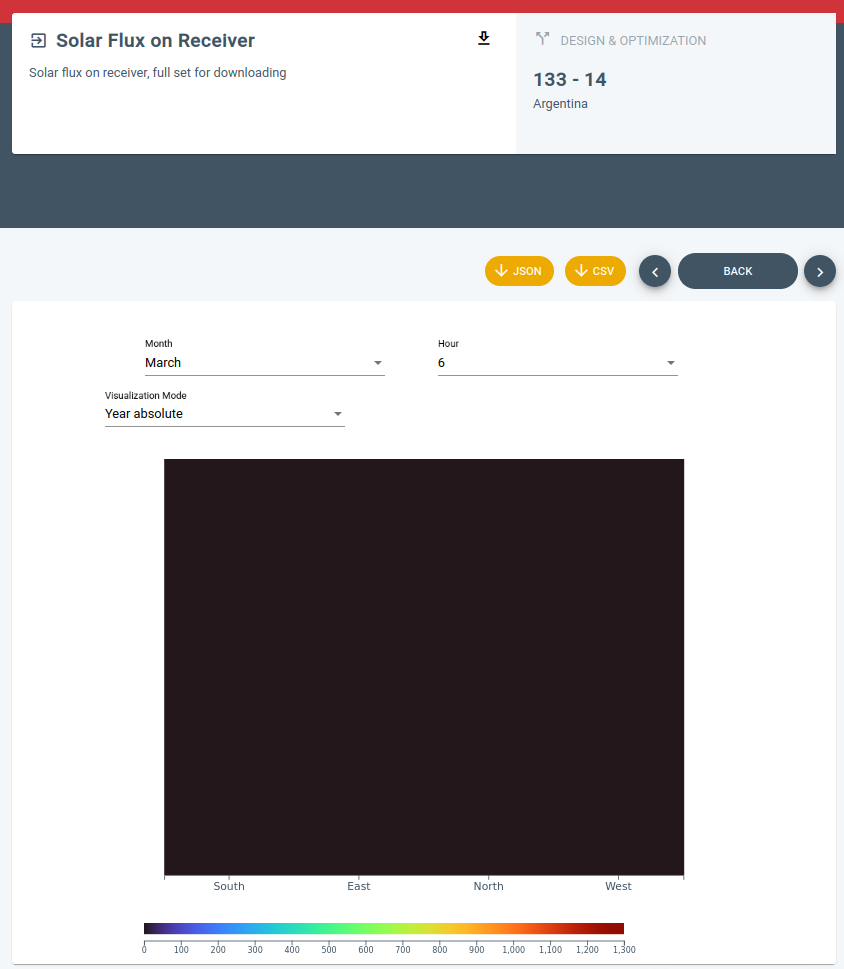 Solar Flux on Receiver
Solar flux on receiver, full set for downloading
DESIGN & OPTIMIZATION
133 - 14
Argentina
JSON
CSV
BACK
Month
March
Hour
6
Visualization Mode
Year absolute
South East North West
0 100 200 300 400 500 600 700 800 900 1,000 1,100 1,200 1,300